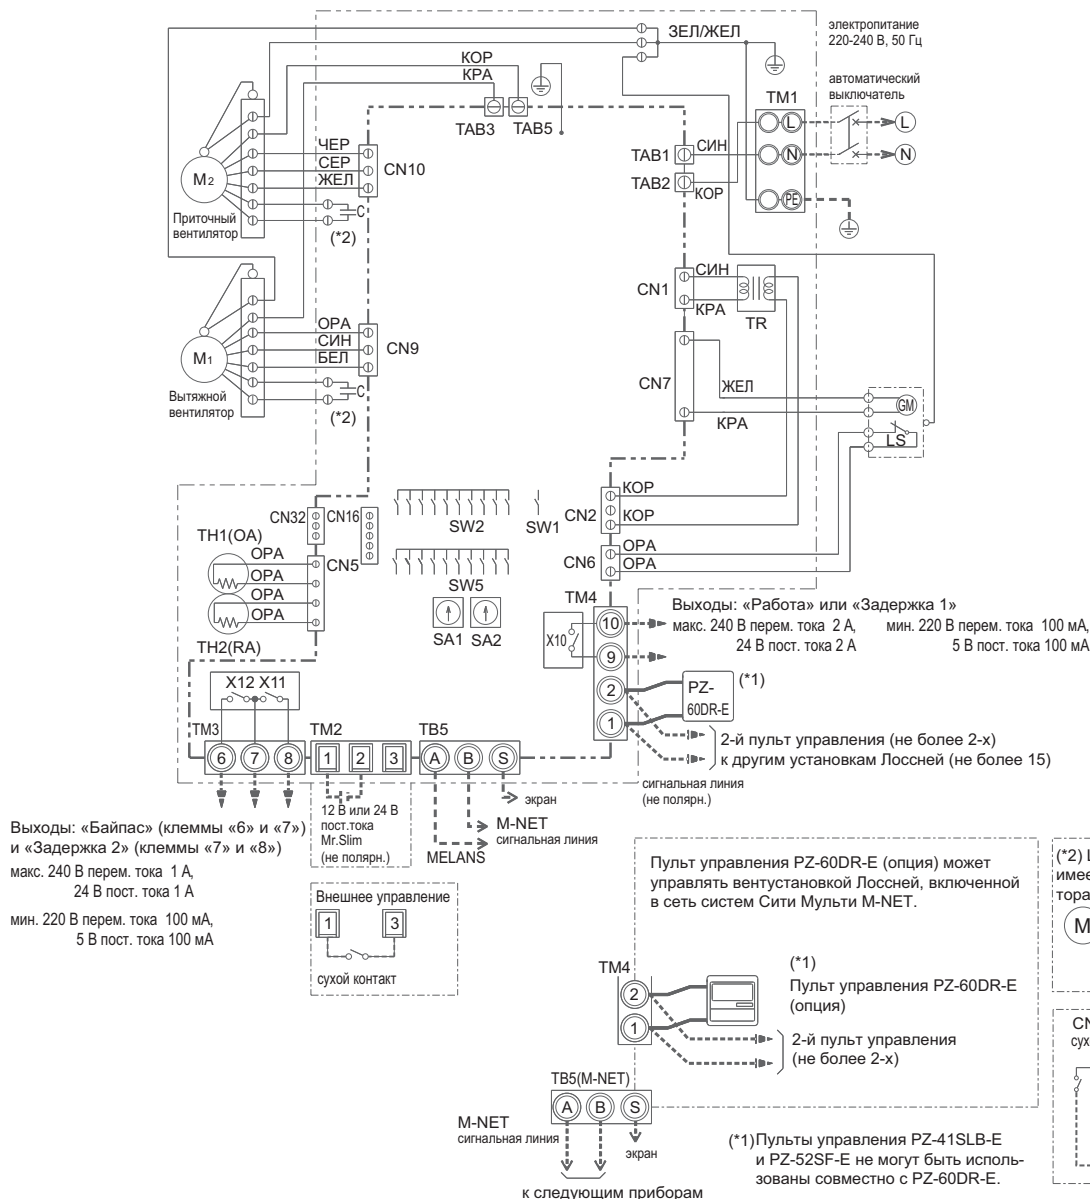 ЗЕЛ/ЖЕЛ
электропитание
220-240 В, 50 Гц
автоматический
выключатель
КОР
КРА
TAB3 TAB5
TM1
L L
N N
PE
TAB1
СИН
TAB2
КОР
M2
Приточный
вентилятор
ЧЕР
СЕР
ЖЕЛ
CN10
C
(*2)
CN1
СИН
КРА
TR
M1
Вытяжной
вентилятор
ОРА
СИН
БЕЛ
CN9
C
(*2)
CN7
ЖЕЛ
КРА
GM
LS
CN32
CN16
SW2
SW1
CN2
КОР
КОР
TH1(OA)
ОРА
ОРА
ОРА
ОРА
CN5
TH2(RA)
SW5
SA1 SA2
CN6
ОРА
ОРА
TM4
X10
10
9
2
1
Выходы: «Работа» или «Задержка 1»
макс. 240 В перем. тока 2 А, мин. 220 В перем. тока 100 мА,
24 В пост. тока 2 А 5 В пост. тока 100 мА
PZ-
60DR-E
(*1)
2-й пульт управления (не более 2-х)
к другим установкам Лоссней (не более 15)
сигнальная линия
(не полярн.)
X12 X11
TM3
6 7 8
TM2
1 2 3
TB5
A B S
экран
M-NET
сигнальная линия
MELANS
12 В или 24 В
пост.тока
Mr.Slim
(не полярн.)
Выходы: «Байпас» (клеммы «6» и «7»)
и «Задержка 2» (клеммы «7» и «8»)
макс. 240 В перем. тока 1 А,
24 В пост. тока 1 А
мин. 220 В перем. тока 100 мА,
5 В пост. тока 100 мА
Внешнее управление
1 3
сухой контакт
Пульт управления PZ-60DR-E (опция) может
управлять вентустановкой Лоссней, включенной
в сеть систем Сити Мульти M-NET.
TM4
2
1
(*1)
Пульт управления PZ-60DR-E
(опция)
2-й пульт управления
(не более 2-х)
TB5(M-NET)
A B S
M-NET
сигнальная линия
экран
к следующим приборам
(*1)Пульты управления PZ-41SLB-E
и PZ-52SF-E не могут быть исполь-
зованы совместно с PZ-60DR-E.
(*2)
имее
тора
M
CN
сух